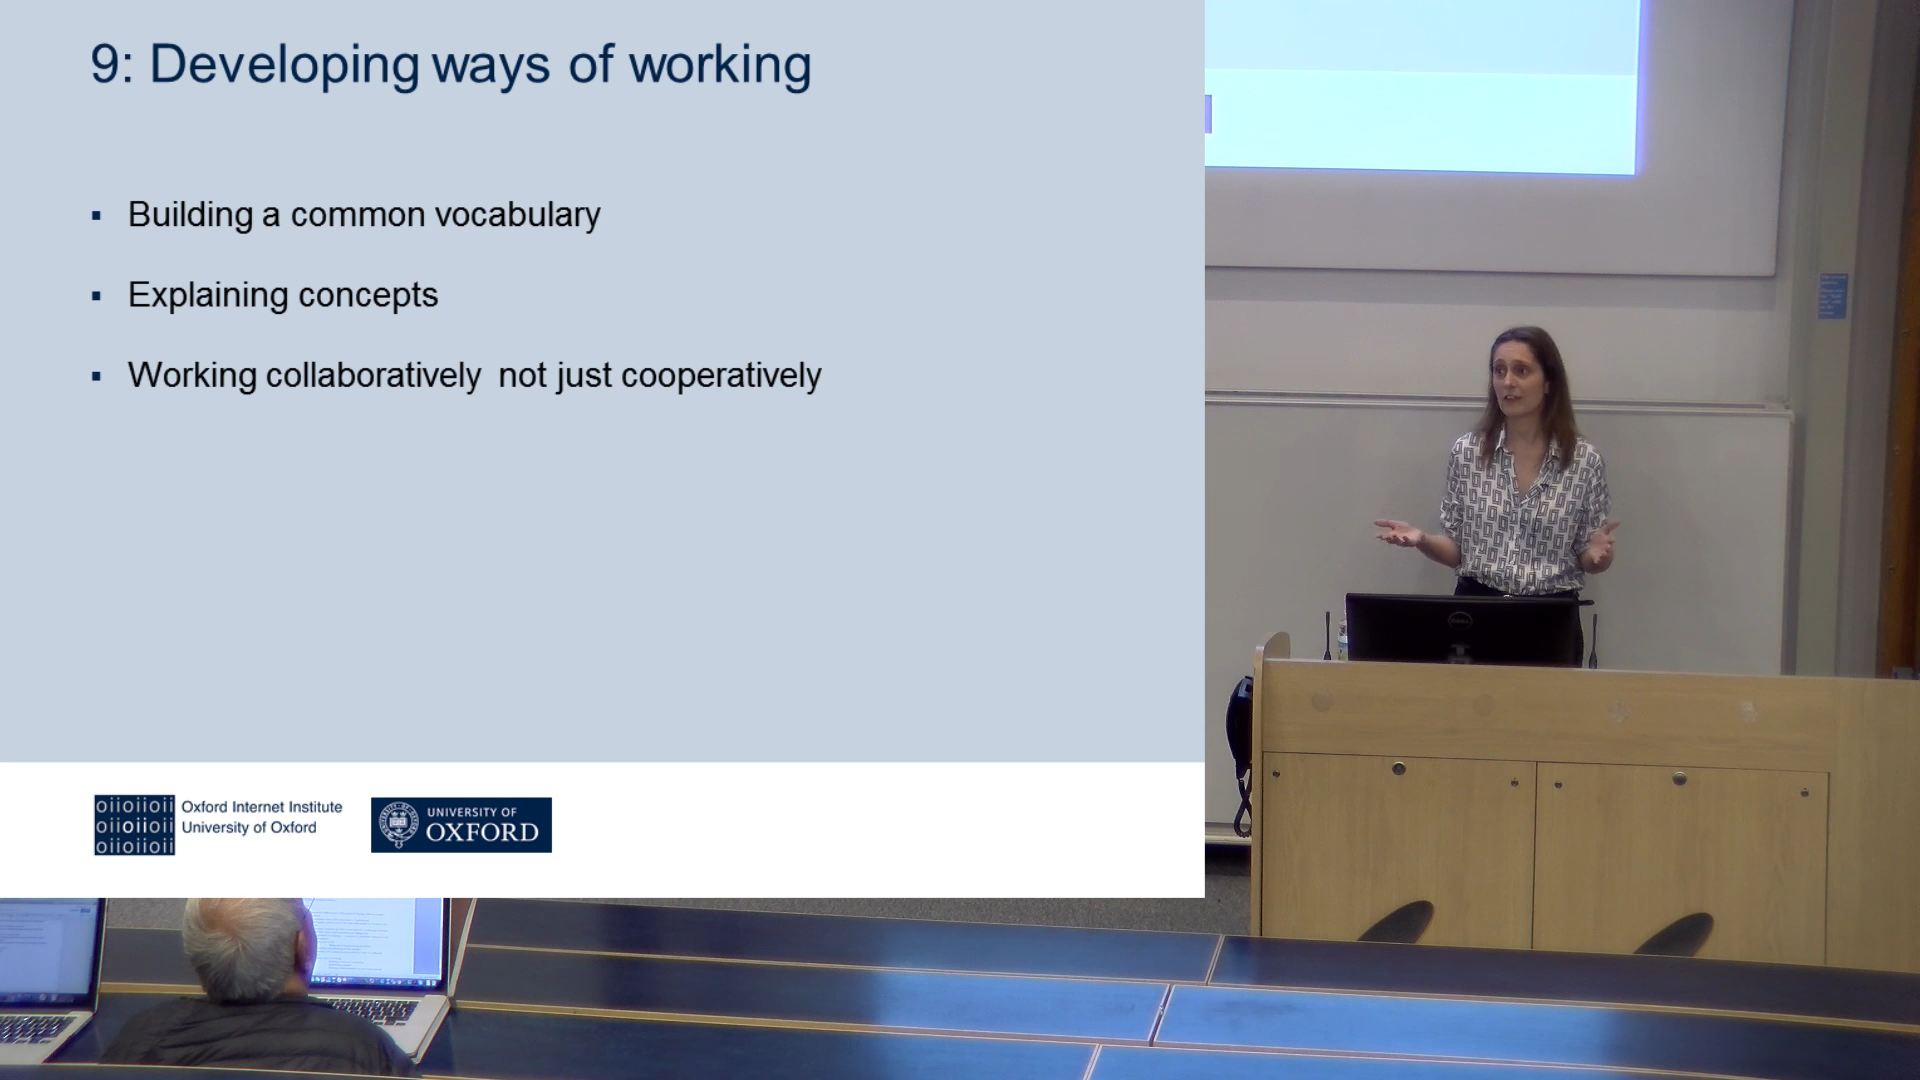 9: Developing ways of working
▪ Building a common vocabulary
▪ Explaining concepts
▪ Working collaboratively not just cooperatively
oiioiioii
oiioiioii
oiioiioii
Oxford Internet Institute
University of Oxford
UNIVERSITY OF
OXFORD
DELL